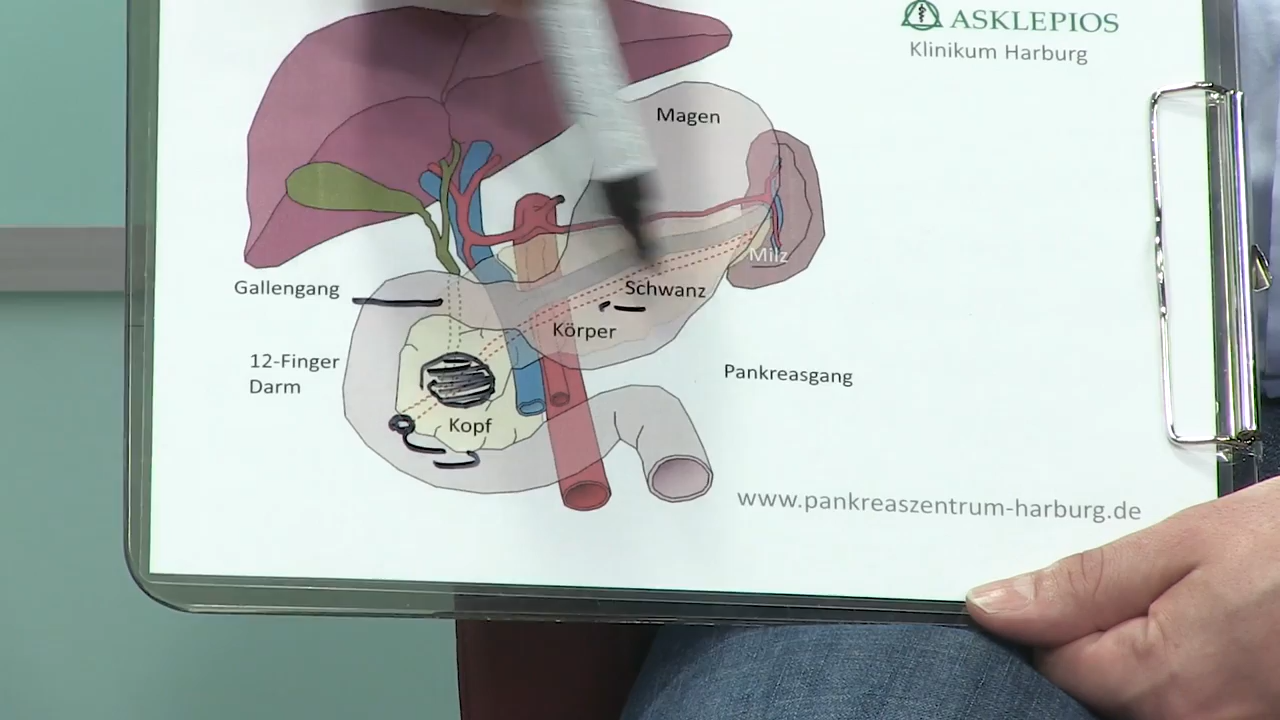 ASKLEPIOS
Klinikum Harburg
Magen
Milz
Gallengang
Schwanz
Körper
12-Finger
Darm
Pankreasgang
Kopf
www.pankreaszentrum-harburg.de